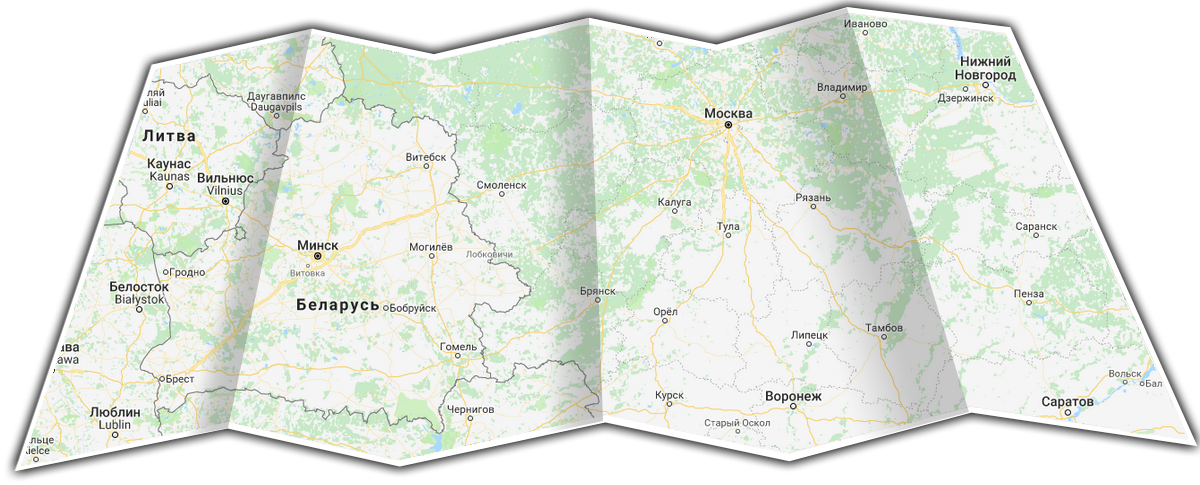 Иваново
Нижний
Новгород
Дзержинск
Владимир
Москва
ляй
Даугавпилс
Daugavpils
Литва
Каунас
Kaunas
Вильнюс
Vilnius
Витебск
Смоленск
Калуга
Рязань
Тула
Саранск
Минск
Витовка
Могилёв
Лобковичи
Гродно
Белосток
Białystok
Беларусь
Бобруйск
Брянск
Пенза
Орёл
Липецк
Тамбов
ава
awa
Гомель
Брест
Вольск
Бал
Люблин
Lublin
Чернигов
Курск
Воронеж
Старый Оскол
Саратов
льце
ielce